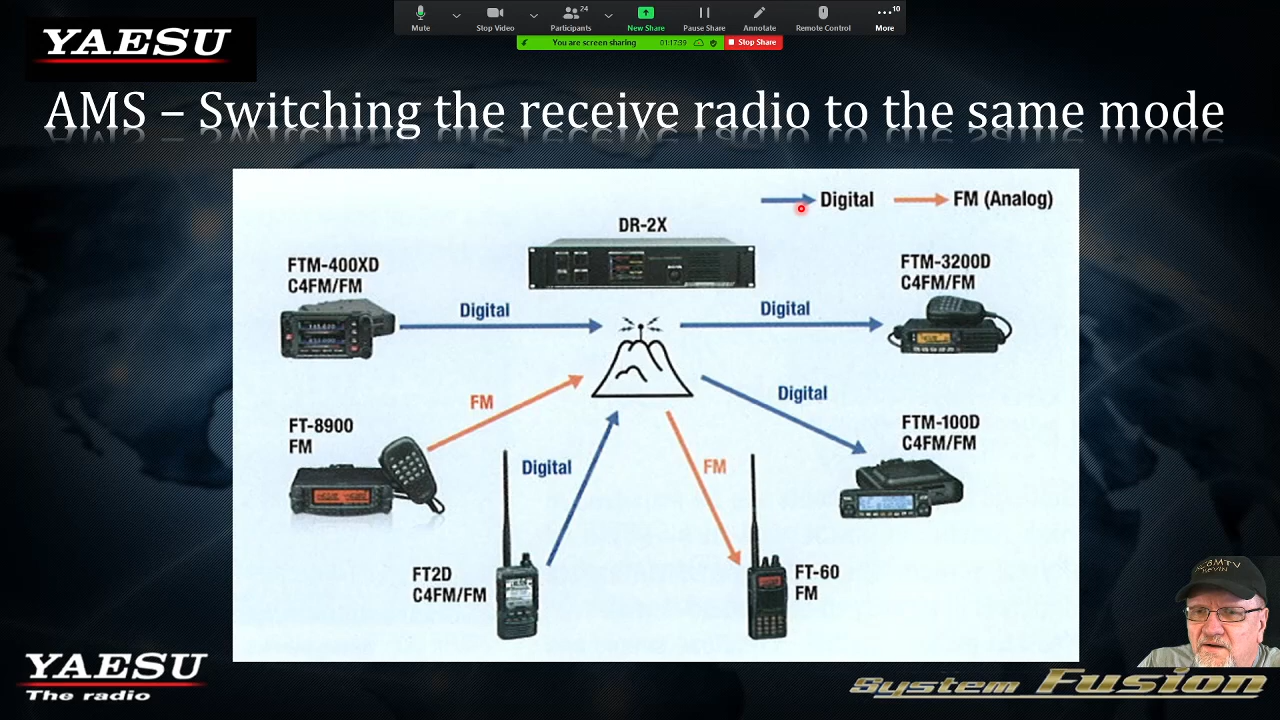 10
24
Mute
Stop Video
Participants
New Share
Pause Share
Annotate
Remote Control
More
You are screen sharing
01:17:39
Stop Share
YAESU
AMS – Switching the receive radio to the same mode
Digital
FM (Analog)
DR-2X
FTM-400XD
C4FM/FM
FTM-3200D
C4FM/FM
Digital
Digital
FM
Digital
FT-8900
FM
FTM-100D
C4FM/FM
Digital
FM
FT2D
C4FM/FM
FT-60
FM
KEVIN
YAESU
The radio
System Fusion